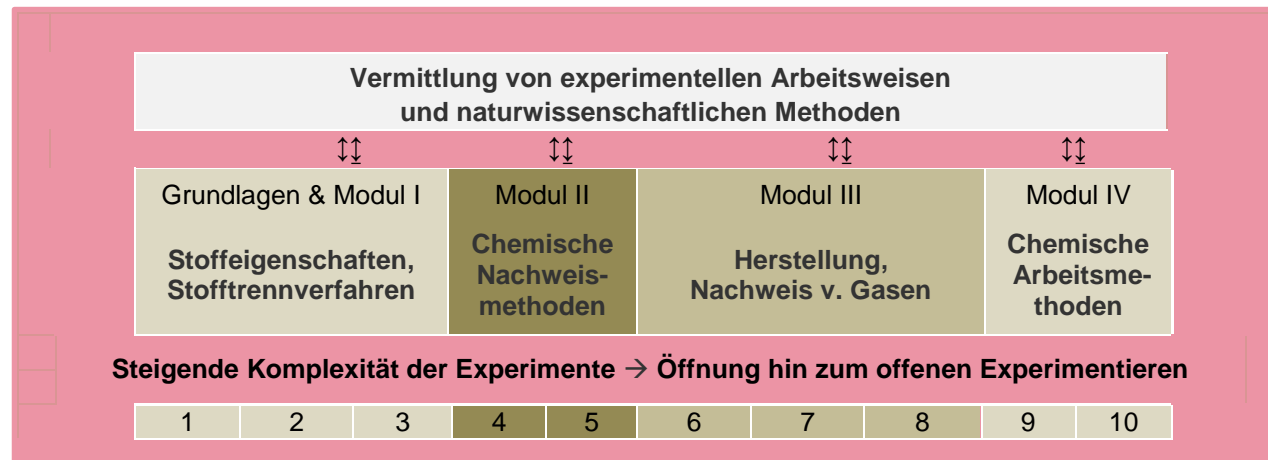 Vermittlung von experimentellen Arbeitsweisen
und naturwissenschaftlichen Methoden
↕↕ ↕↕ ↕↕ ↕↕
Grundlagen & Modul I
Stoffeigenschaften,
Stofftrennverfahren
Modul II
Chemische
Nachweis-
methoden
Modul III
Herstellung,
Nachweis v. Gasen
Modul IV
Chemische
Arbeitsme-
thoden
Steigende Komplexität der Experimente → Öffnung hin zum offenen Experimentieren
1 2 3 4 5 6 7 8 9 10